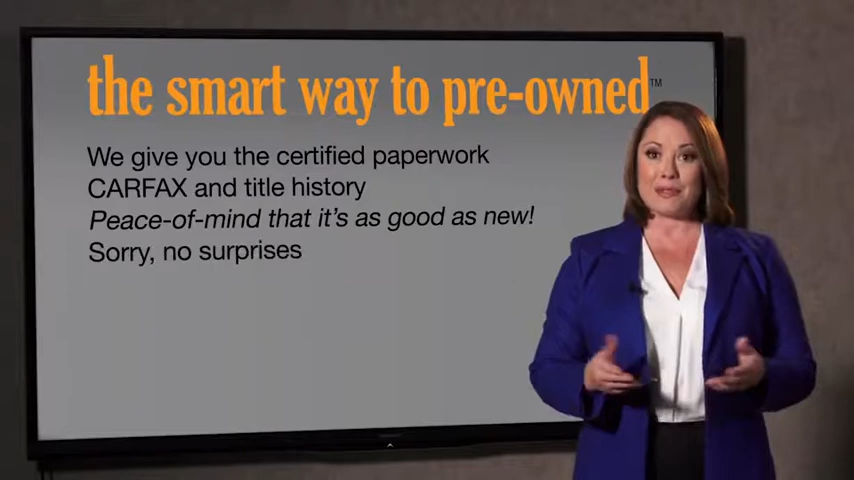 the smart way to pre-owned™
We give you the certified paperwork
CARFAX and title history
Peace-of-mind that it's as good as new!
Sorry, no surprises